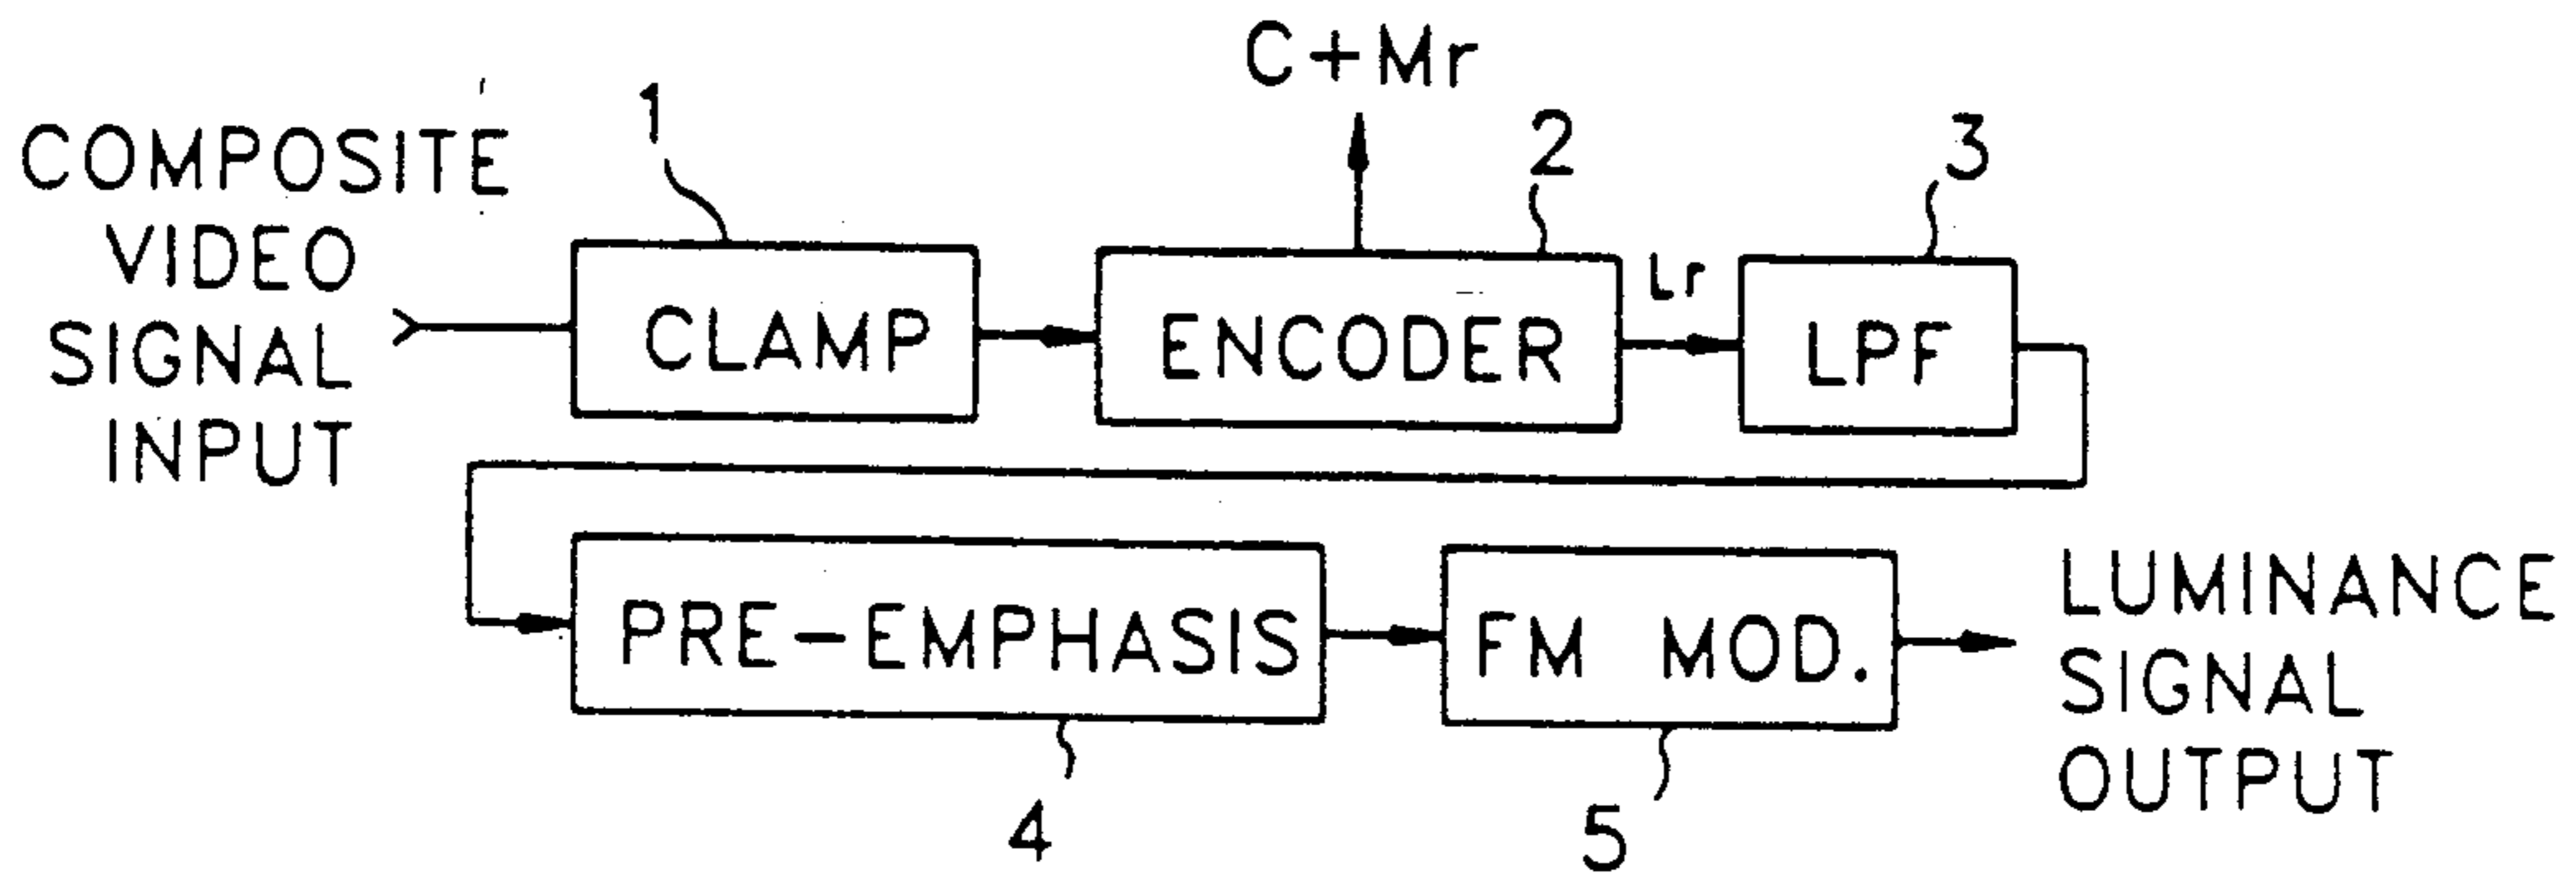 C+Mr
1
2
3
COMPOSITE
VIDEO
SIGNAL
INPUT
CLAMP
ENCODER
Lr
LPF
PRE-EMPHASIS
FM MOD.
LUMINANCE
SIGNAL
OUTPUT
4
5